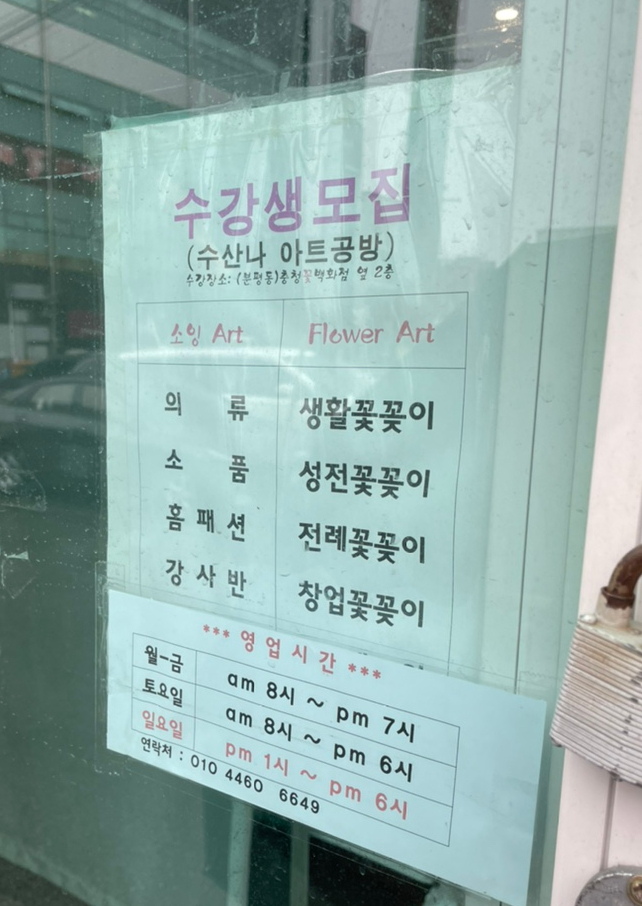 수강생모집
(수산나 아트공방)
수강장소: (분평동)충청꽃백화점 옆 2층
소잉 Art
Flower Art
의 류
생활꽃꽂이
소 품
성전꽃꽂이
홈패션
전례꽃꽂이
강사반
창업꽃꽂이
*** 영업시간 ***
월-금 am 8시 ~ pm 7시
토요일 am 8시 ~ pm 6시
일요일 pm 1시 ~ pm 6시
연락처 : 010 4460 6649